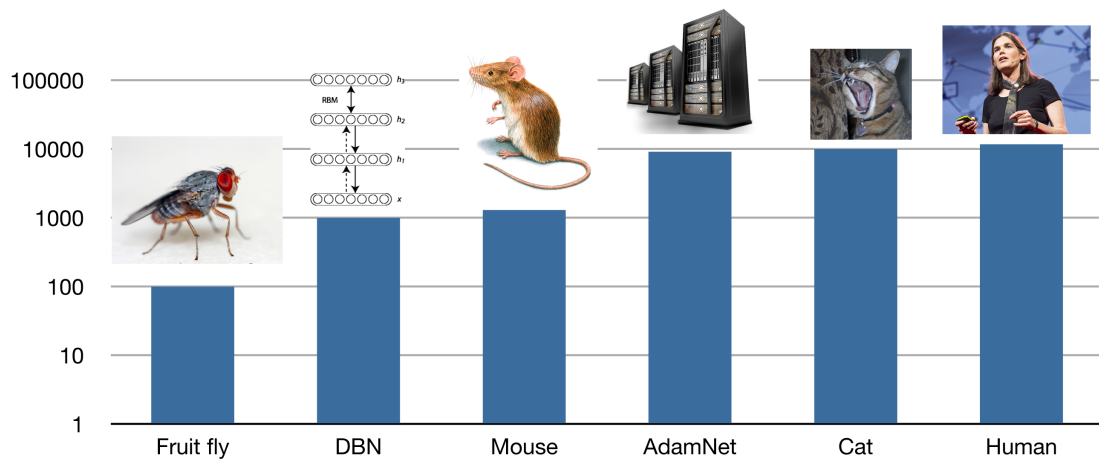 100000
10000
1000
100
10
1
h3
RBM
h2
h1
x
Fruit fly
DBN
Mouse
AdamNet
Cat
Human